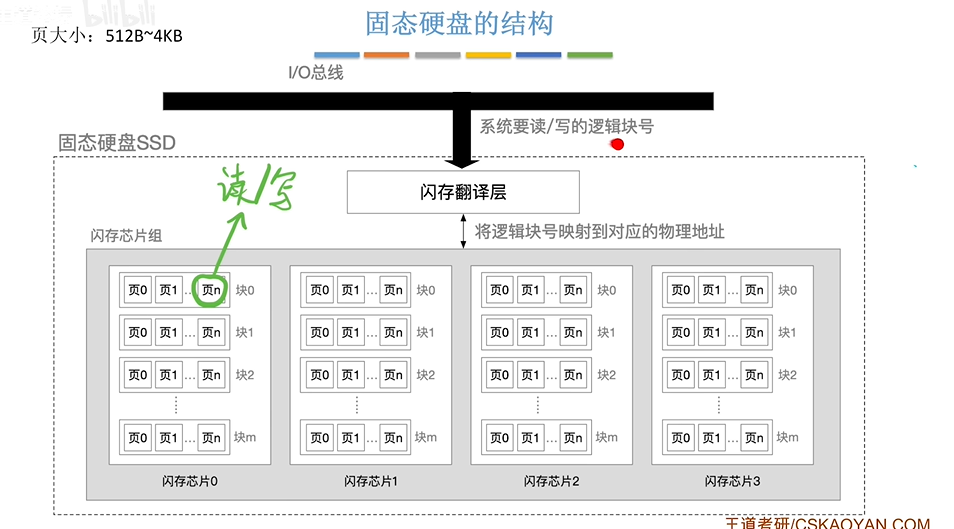 bilibili
固态硬盘的结构
页大小：512B~4KB
I/O总线
系统要读/写的逻辑块号
固态硬盘SSD
读/写
闪存翻译层
将逻辑块号映射到对应的物理地址
闪存芯片组
页0 页1 … 页n 块0 页0 页1 … 页n 块0 页0 页1 … 页n 块0 页0 页1 … 页n 块0
页0 页1 … 页n 块1 页0 页1 … 页n 块1 页0 页1 … 页n 块1 页0 页1 … 页n 块1
页0 页1 … 页n 块2 页0 页1 … 页n 块2 页0 页1 … 页n 块2 页0 页1 … 页n 块2
页0 页1 … 页n 块m 页0 页1 … 页n 块m 页0 页1 … 页n 块m 页0 页1 … 页n 块m
闪存芯片0 闪存芯片1 闪存芯片2 闪存芯片3
王道考研/CSKAOYAN.COM